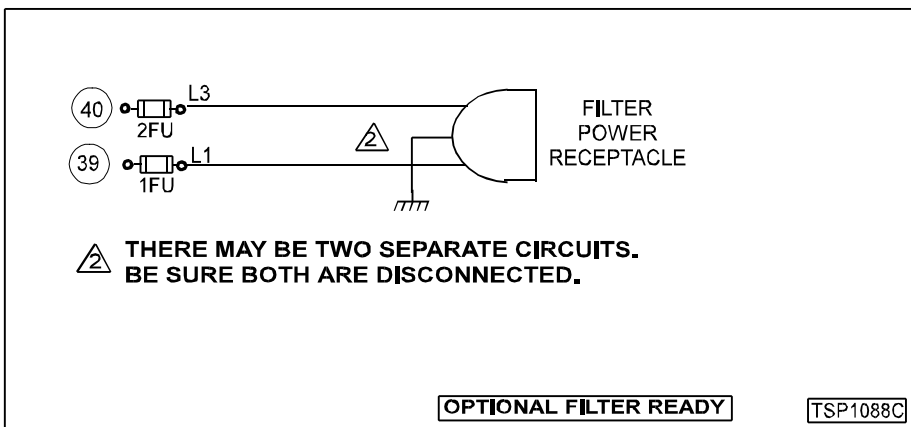 40
L3
2FU
39
L1
1FU
2
FILTER
POWER
RECEPTACLE
2
THERE MAY BE TWO SEPARATE CIRCUITS.
BE SURE BOTH ARE DISCONNECTED.
OPTIONAL FILTER READY
TSP1088C